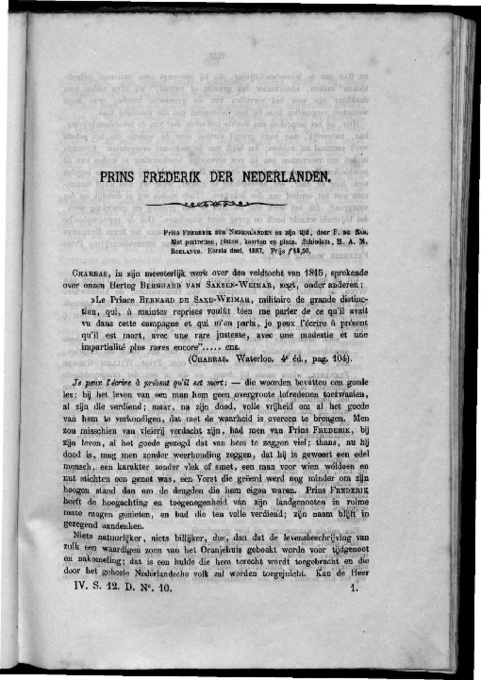 PRINS FREDERIK DER NEDERLANDEN.
Prins FREDERIK DER NEDERLANDEN en zijn tijd, door F. DE BAS.
Met portretten, platen, kaarten en plans. Schiedam, H. A. M.
ROELANTS. Eerste deel, 1887. Prijs f 18,50.
CHARRAS, in zijn meesterlijk werk over den veldtocht van 1815, sprekende
over onzen Hertog BERNHARD VAN SAKSEN-WEIMAR, zegt, onder anderen:
»Le Prince BERNARD DE SAXE-WEIMAR, militaire de grande distinc-
tion, qui, à maintes reprises voulût bien me parler de ce qu'il avait
vu dans cette campagne et qui m'en parla, je peux l'écrire à présent
qu'il est mort, avec une rare justesse, avec une modestie et une
impartialité plus rares encore"..... enz.
(CHARRAS. Waterloo. 4e éd., pag. 104).
Je peux l'écrire à présent qu'il est mort; — die woorden bevatten een goede
les: bij het leven van een man hem geen overgroote lofredenen toezwaaien,
al zijn die verdiend; maar, na zijn dood, volle vrijheid om al het goede
van hem te verkondigen, dat met de waarheid is overeen te brengen. Men
zou misschien van vleierij verdacht zijn, had men van Prins FREDERIK, bij
zijn leven, al het goede gezegd dat van hem te zeggen viel; thans, nu hij
dood is, mag men zonder weerhouding zeggen, dat hij is geweest een edel
mensch, een karakter zonder vlek of smet, een man voor wien weldoen en
nut stichten een genot was, een Vorst die geëerd werd nog minder om zijn
hoogen stand dan om de deugden die hem eigen waren. Prins FREDERIK
heeft de hoogachting en toegenegenheid van zijn landgenooten in ruime
mate mogen genieten, en had die ten volle verdiend; zijn naam blijft in
gezegend aandenken.
Niets natuurlijker, niets billijker, dus, dan dat de levensbeschrijving van
zulk een waardigen zoon van het Oranjehuis geboekt worde voor tijdgenoot
en nakomeling; dat is een hulde die hem terecht wordt toegebracht en die
door het geheele Nederlandsche volk zal worden toegejuicht. Kan de Heer
IV. S. 12. D. No. 10. 1.